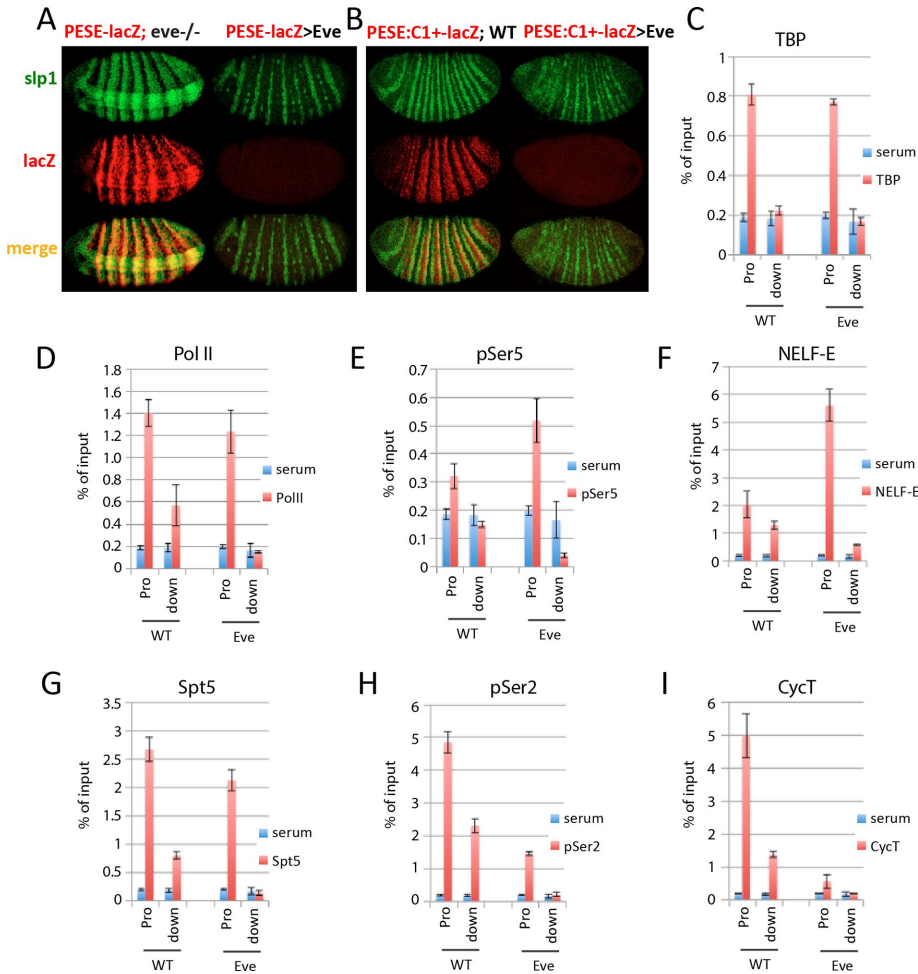 A
PESE-lacZ; eve-/-
PESE-lacZ>Eve
B
PESE:C1+-lacZ; WT
PESE:C1+-lacZ>Eve
slp1
lacZ
merge
C
TBP
% of input
1
0.8
0.6
0.4
0.2
0
serum
TBP
Pro
down
Pro
down
WT
Eve
D
Pol II
% of input
1.8
1.6
1.4
1.2
1.0
0.8
0.6
0.4
0.2
0
serum
PolII
Pro
down
Pro
down
WT
Eve
E
pSer5
% of input
0.7
0.6
0.5
0.4
0.3
0.2
0.1
0
serum
pSer5
Pro
down
Pro
down
WT
Eve
F
NELF-E
% of input
7
6
5
4
3
2
1
0
serum
NELF-E
Pro
down
Pro
down
WT
Eve
G
Spt5
% of input
3.5
3
2.5
2
1.5
1
0.5
0
serum
Spt5
Pro
down
Pro
down
WT
Eve
H
pSer2
% of input
6
5
4
3
2
1
0
serum
pSer2
Pro
down
Pro
down
WT
Eve
I
CycT
% of input
6
5
4
3
2
1
0
serum
CycT
Pro
down
Pro
down
WT
Eve